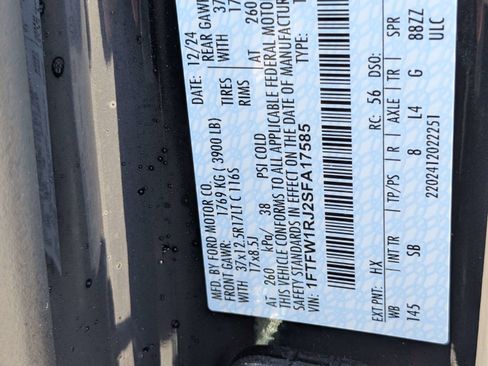 MFD. BY FORD MOTOR CO.
DATE: 12/24
FRONT GAWR: 1769 KG ( 3900 LB)
REAR GAWR
WITH 37x12.5R17LT C 116S
TIRES WITH
17x8.5J
RIMS
AT 260 kPa/ 38 PSI COLD
AT 260
THIS VEHICLE CONFORMS TO ALL APPLICABLE FEDERAL MOTOR
SAFETY STANDARDS IN EFFECT ON THE DATE OF MANUFACTURE
VIN: 1FTFW1RJ2SFA17585
TYPE:
EXT PNT: HX RC: 56 DSO:
WB INTTR TP/PS R AXLE TR SPR
145 5B 8 L4 G 88ZZ
2202412022251 ULC